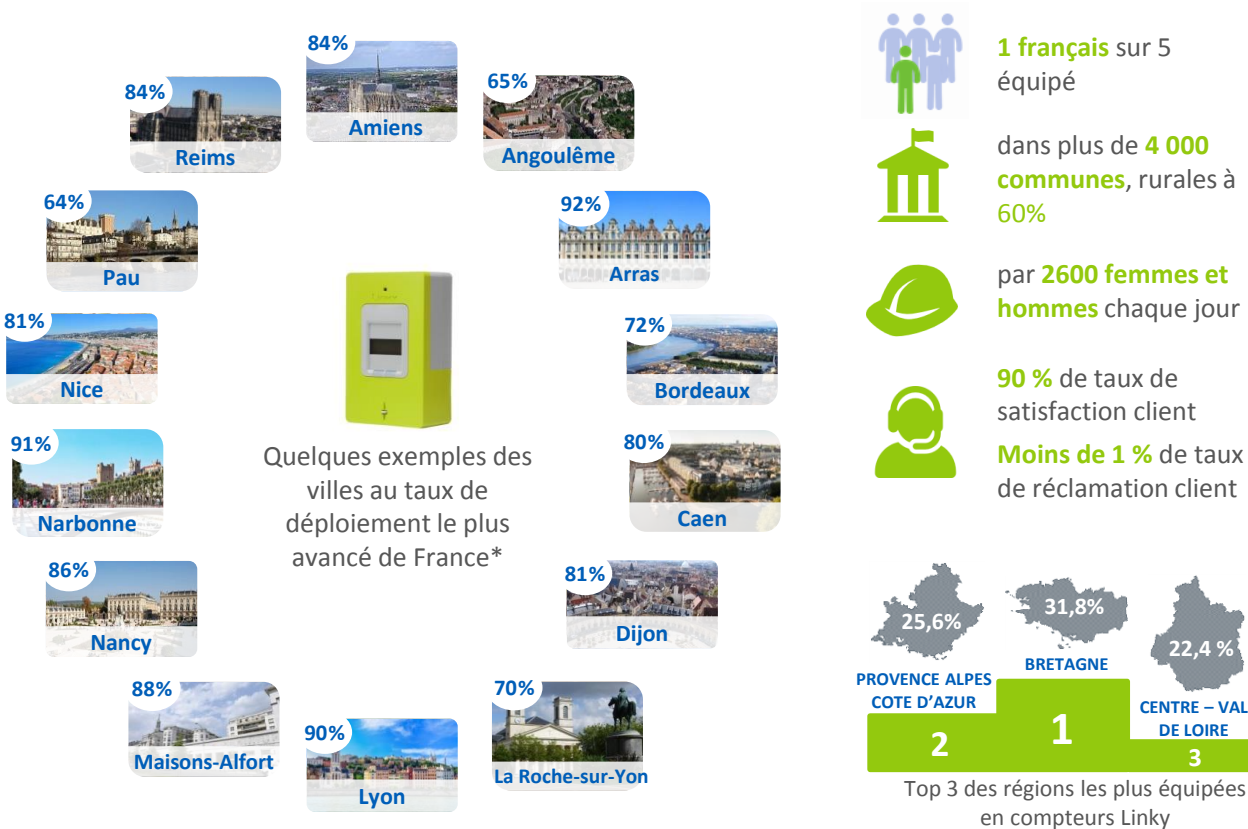 84%
Amiens
65%
Angoulême
92%
Arras
72%
Bordeaux
80%
Caen
81%
Dijon
70%
La Roche-sur-Yon
90%
Lyon
88%
Maisons-Alfort
86%
Nancy
91%
Narbonne
81%
Nice
64%
Pau
84%
Reims
Quelques exemples des
villes au taux de
déploiement le plus
avancé de France*
1 français sur 5
équipé
dans plus de 4 000
communes, rurales à
60%
par 2600 femmes et
hommes chaque jour
90 % de taux de
satisfaction client
Moins de 1 % de taux
de réclamation client
25,6%
PROVENCE ALPES
COTE D'AZUR
2
31,8%
BRETAGNE
1
22,4 %
CENTRE – VAL
DE LOIRE
3
Top 3 des régions les plus équipées
en compteurs Linky